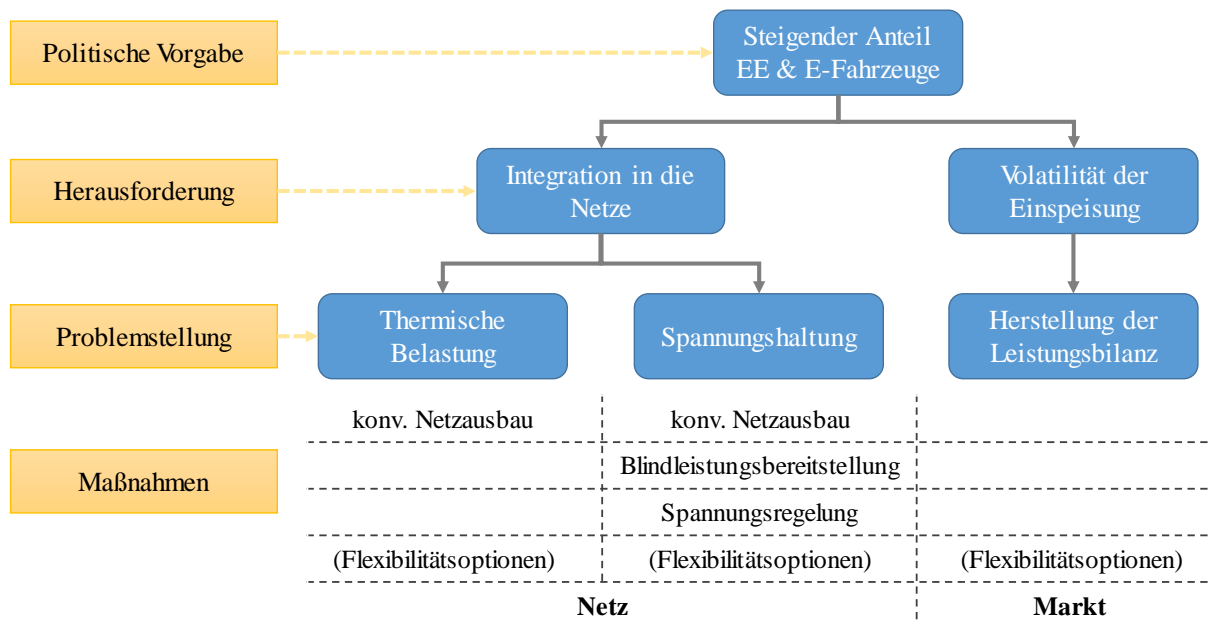 Politische Vorgabe
Steigender Anteil
EE & E-Fahrzeuge
Herausforderung
Integration in die
Netze
Volatilität der
Einspeisung
Problemstellung
Thermische
Belastung
Spannungshaltung
Herstellung der
Leistungsbilanz
Maßnahmen
konv. Netzausbau
konv. Netzausbau
Blindleistungsbereitstellung
Spannungsregelung
(Flexibilitätsoptionen)
(Flexibilitätsoptionen)
(Flexibilitätsoptionen)
Netz
Markt